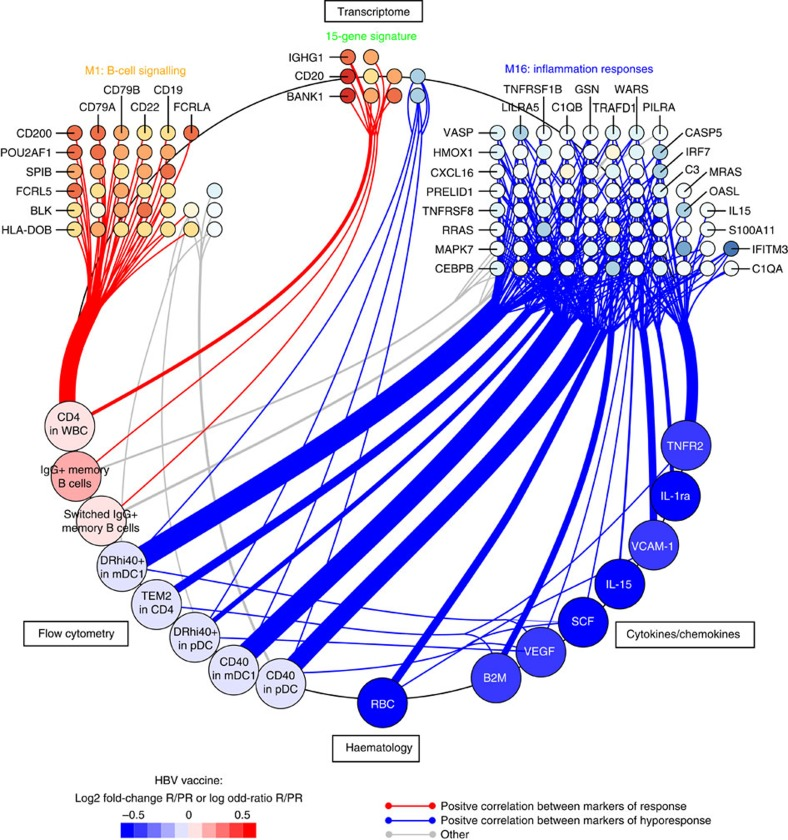 Transcriptome
15-gene signature
IGHG1
CD20
BANK1
M1: B-cell signalling
CD79B CD19
CD79A CD22 FCRLA
CD200
POU2AF1
SPIB
FCRL5
BLK
HLA-DOB
M16: inflammation responses
TNFRSF1B GSN WARS
LILRA5 C1QB TRAFD1 PILRA
VASP
HMOX1
CXCL16
PRELID1
TNFRSF8
RRAS
MAPK7
CEBPB
CASP5
IRF7
C3 MRAS
OASL
IL15
S100A11
IFITM3
C1QA
CD4
in WBC
IgG+ memory
B cells
Switched IgG+
memory B cells
DRhi40+
in mDC1
TEM2
in CD4
DRhi40+
in pDC
CD40
in mDC1
CD40
in pDC
RBC
B2M
VEGF
SCF
IL-15
VCAM-1
IL-1ra
TNFR2
Flow cytometry
Cytokines/chemokines
Haematology
HBV vaccine:
Log2 fold-change R/PR or log odd-ratio R/PR
−0.5 0 0.5
Positve correlation between markers of response
Positve correlation between markers of hyporesponse
Other